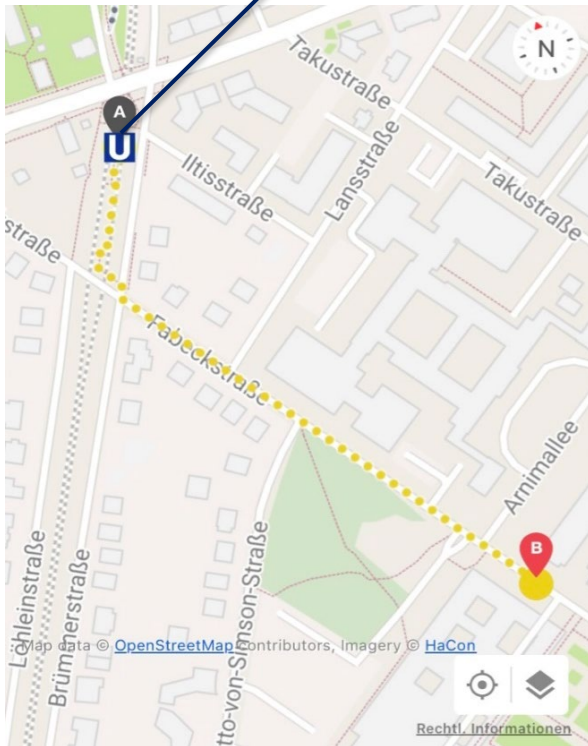 N
Takustraße
A
U
Iltisstraße
Lansstraße
Takustraße
straße
Fabeckstraße
Arnimallee
B
Löhleinstraße
Brümmerstraße
tto-von-Simson-Straße
Map data © OpenStreetMap contributors, Imagery © HaCon
Rechtl. Informationen